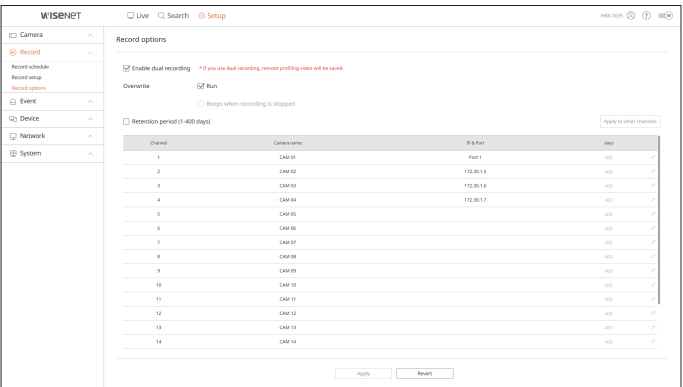 WISENET Live Search Setup HRX-1635
Camera
Record
Record schedule
Record setup
Record options
Event
Device
Network
System
Record options
Enable dual recording * If you use dual recording, remote profiling video will be saved.
Overwrite Run
Beeps when recording is stopped
Retention period (1-400 days) Apply to other channels
Channel Camera name IP & Port days
1 CAM 01 Port 1 400
2 CAM 02 172.30.1.5 400
3 CAM 03 172.30.1.6 400
4 CAM 04 172.30.1.7 400
5 CAM 05 400
6 CAM 06 400
7 CAM 07 400
8 CAM 08 400
9 CAM 09 400
10 CAM 10 400
11 CAM 11 400
12 CAM 12 400
13 CAM 13 400
14 CAM 14 400
Apply Revert